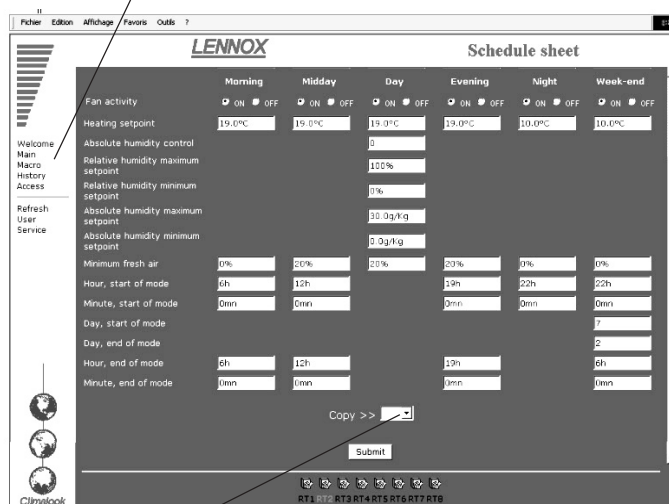 Fichier Edition Affichage Favoris Outils ?
LENNOX
Schedule sheet
Morning Midday Day Evening Night Week-end
Fan activity ON OFF ON OFF ON OFF ON OFF ON OFF ON OFF
Heating setpoint 19.0ºC 19.0ºC 19.0ºC 19.0ºC 10.0ºC 10.0ºC
Welcome
Main
Macro
History
Access
Refresh
User
Service
Absolute humidity control 0
Relative humidity maximum
setpoint 100%
Relative humidity minimum
setpoint 0%
Absolute humidity maximum
setpoint 30.0g/Kg
Absolute humidity minimum
setpoint 0.0g/Kg
Minimum fresh air 0% 20% 20% 20% 0% 0%
Hour, start of mode 6h 12h 19h 22h 22h
Minute, start of mode 0mn 0mn 0mn 0mn 0mn
Day, start of mode 7
Day, end of mode 2
Hour, end of mode 6h 12h 19h 6h
Minute, end of mode 0mn 0mn 0mn 0mn
Copy >>
Submit
RT1 RT2 RT3 RT4 RT5 RT6 RT7 RT8
Climalook